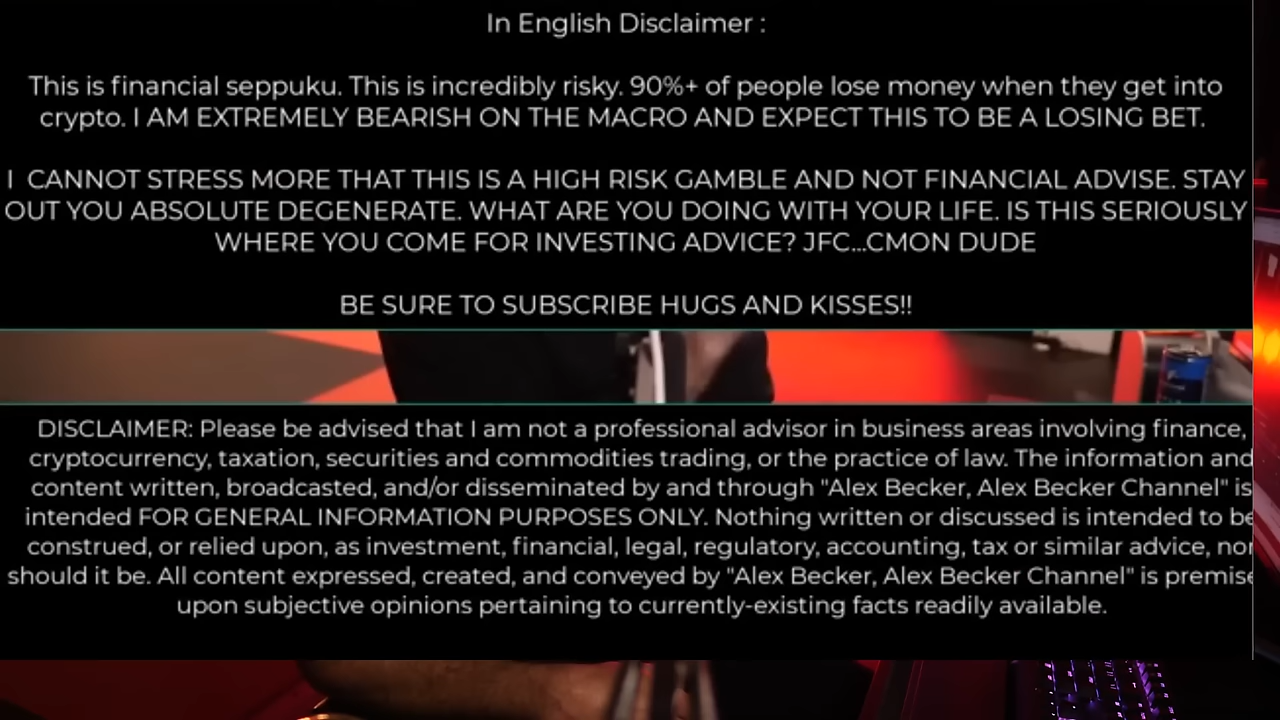 In English Disclaimer :
This is financial seppuku. This is incredibly risky. 90%+ of people lose money when they get into
crypto. I AM EXTREMELY BEARISH ON THE MACRO AND EXPECT THIS TO BE A LOSING BET.
I CANNOT STRESS MORE THAT THIS IS A HIGH RISK GAMBLE AND NOT FINANCIAL ADVISE. STAY
OUT YOU ABSOLUTE DEGENERATE. WHAT ARE YOU DOING WITH YOUR LIFE. IS THIS SERIOUSLY
WHERE YOU COME FOR INVESTING ADVICE? JFC...CMON DUDE
BE SURE TO SUBSCRIBE HUGS AND KISSES!!
DISCLAIMER: Please be advised that I am not a professional advisor in business areas involving finance,
cryptocurrency, taxation, securities and commodities trading, or the practice of law. The information and
content written, broadcasted, and/or disseminated by and through "Alex Becker, Alex Becker Channel" is
intended FOR GENERAL INFORMATION PURPOSES ONLY. Nothing written or discussed is intended to be
construed, or relied upon, as investment, financial, legal, regulatory, accounting, tax or similar advice, nor
should it be. All content expressed, created, and conveyed by "Alex Becker, Alex Becker Channel" is premise
upon subjective opinions pertaining to currently-existing facts readily available.